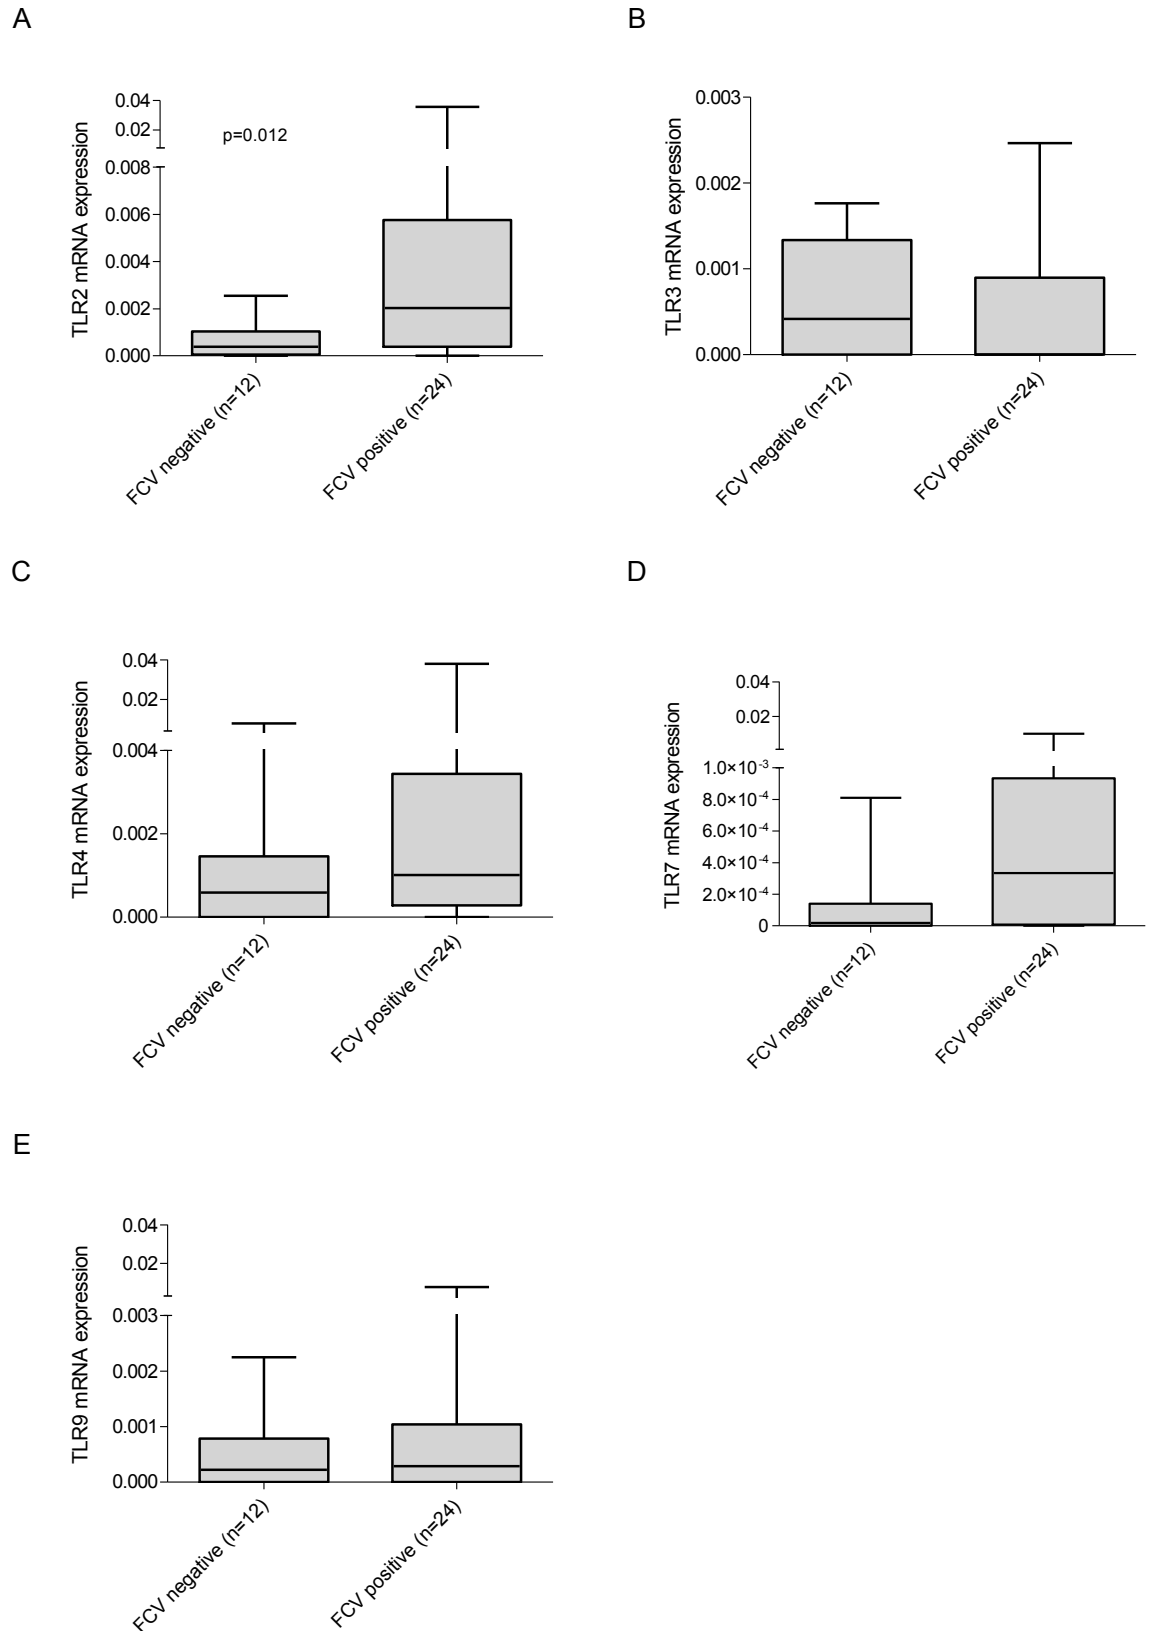 A
TLR2 mRNA expression
0.04
0.02
0.008
0.006
0.004
0.002
0.000
p=0.012
FCV negative (n=12)
FCV positive (n=24)
B
TLR3 mRNA expression
0.003
0.002
0.001
0.000
FCV negative (n=12)
FCV positive (n=24)
C
TLR4 mRNA expression
0.04
0.02
0.004
0.002
0.000
FCV negative (n=12)
FCV positive (n=24)
D
TLR7 mRNA expression
0.04
0.02
1.0×10⁻³
8.0×10⁻⁴
6.0×10⁻⁴
4.0×10⁻⁴
2.0×10⁻⁴
0
FCV negative (n=12)
FCV positive (n=24)
E
TLR9 mRNA expression
0.04
0.02
0.003
0.002
0.001
0.000
FCV negative (n=12)
FCV positive (n=24)